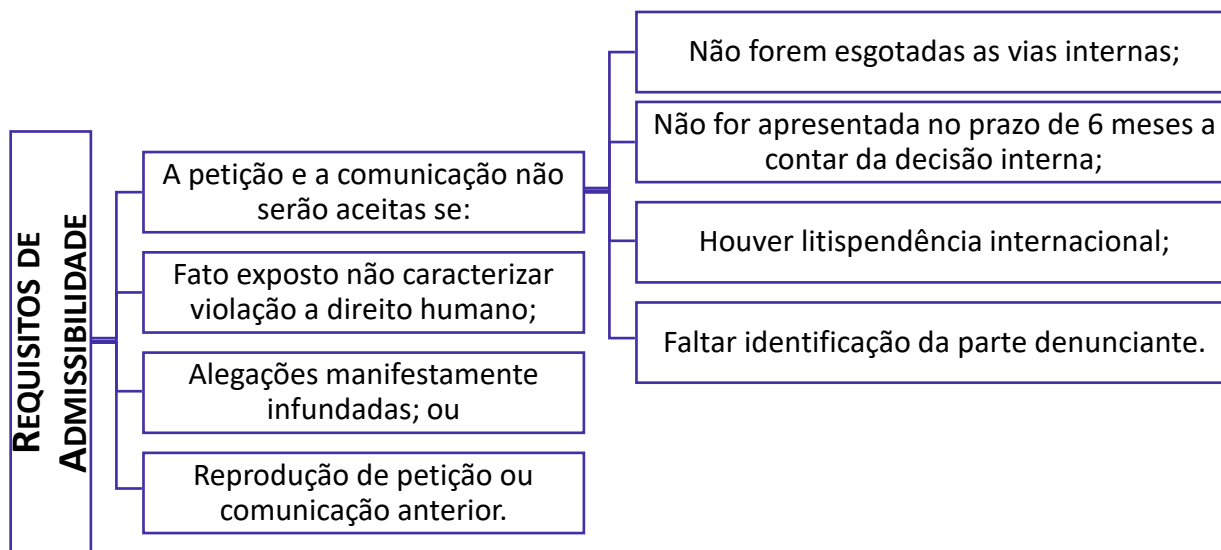 REQUISITOS DE
ADMISSIBILIDADE
A petição e a comunicação não
serão aceitas se:
Não forem esgotadas as vias internas;
Não for apresentada no prazo de 6 meses a
contar da decisão interna;
Houver litispendência internacional;
Faltar identificação da parte denunciante.
Fato exposto não caracterizar
violação a direito humano;
Alegações manifestamente
infundadas; ou
Reprodução de petição ou
comunicação anterior.